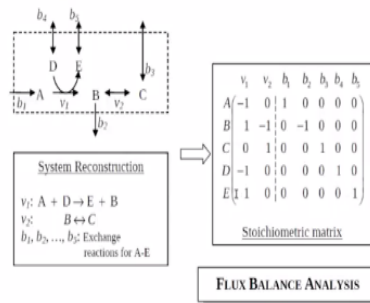 b₄ b₅
D E b₃
b₁ A v₁ B v₂ C
b₂
System Reconstruction
v₁: A + D → E + B
v₂: B ↔ C
b₁, b₂, ..., b₅: Exchange
reactions for A-E
v₁ v₂ b₁ b₂ b₃ b₄ b₅
A -1 0 1 0 0 0 0
B 1 -1 0 -1 0 0 0
C 0 1 0 0 1 0 0
D -1 0 0 0 0 1 0
E 1 0 0 0 0 0 1
Stoichiometric matrix
FLUX BALANCE ANALYSIS